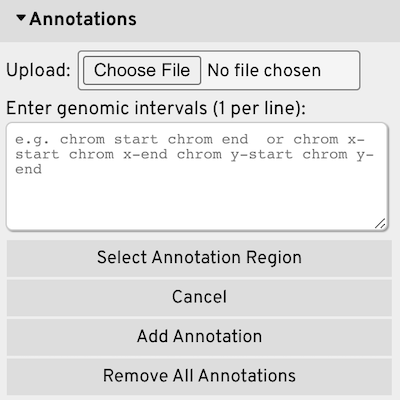 Annotations
Upload: Choose File No file chosen
Enter genomic intervals (1 per line):
e.g. chrom start chrom end  or chrom x-
start chrom x-end chrom y-start chrom y-
end
Select Annotation Region
Cancel
Add Annotation
Remove All Annotations